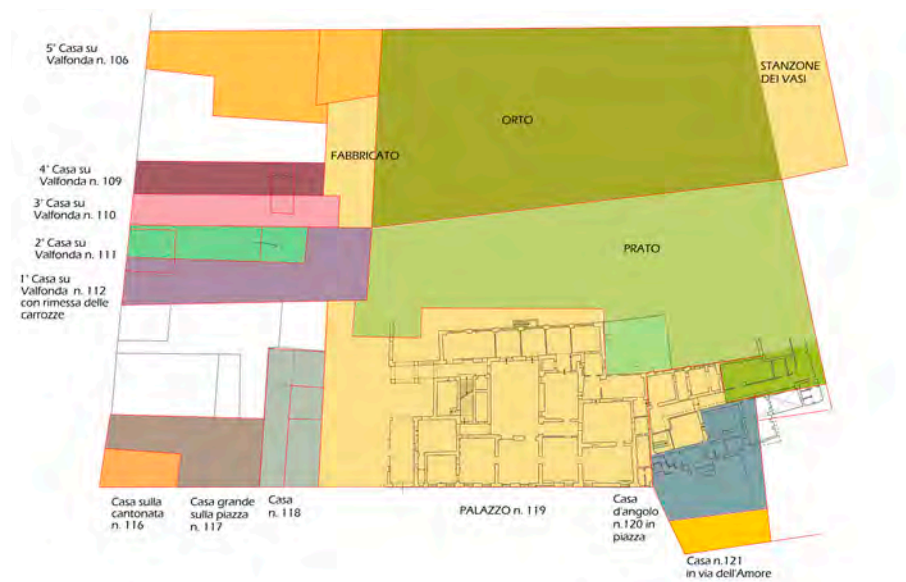 5° Casa su
Valfonda n. 106
STANZONE
DEI VASI
ORTO
FABBRICATO
4° Casa su
Valfonda n. 109
3° Casa su
Valfonda n. 110
2° Casa su
Valfonda n. 111
PRATO
1° Casa su
Valfonda n. 112
con rimessa delle
carrozze
Casa sulla
cantonata
n. 116
Casa grande
sulla piazza
n. 117
Casa
n. 118
PALAZZO n. 119
Casa
d'angolo
n.120 in
piazza
Casa n.121
in via dell'Amore